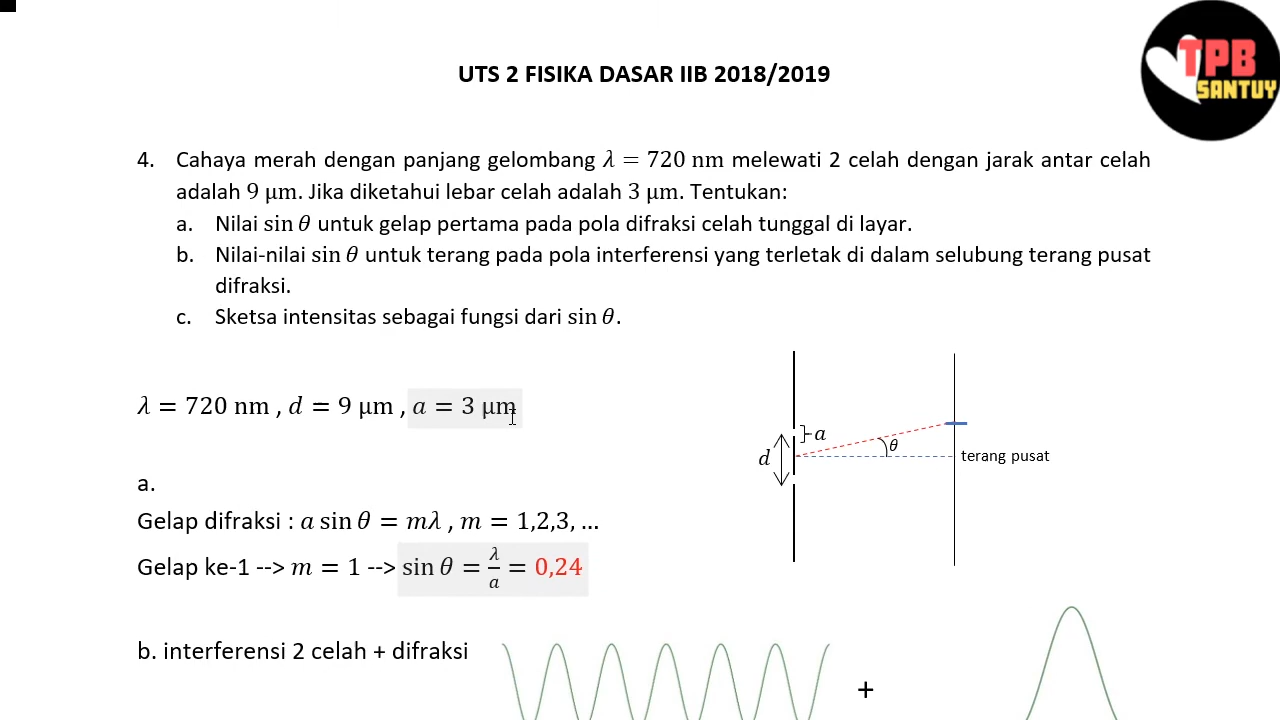 TPB
SANTUY
UTS 2 FISIKA DASAR IIB 2018/2019
4. Cahaya merah dengan panjang gelombang λ = 720 nm melewati 2 celah dengan jarak antar celah
adalah 9 μm. Jika diketahui lebar celah adalah 3 μm. Tentukan:
a. Nilai sin θ untuk gelap pertama pada pola difraksi celah tunggal di layar.
b. Nilai-nilai sin θ untuk terang pada pola interferensi yang terletak di dalam selubung terang pusat
difraksi.
c. Sketsa intensitas sebagai fungsi dari sin θ.
λ = 720 nm , d = 9 μm , a = 3 μm
a
d
θ
terang pusat
a.
Gelap difraksi : a sin θ = mλ , m = 1,2,3, ...
Gelap ke-1 --> m = 1 --> sin θ = λ/a = 0,24
b. interferensi 2 celah + difraksi
+